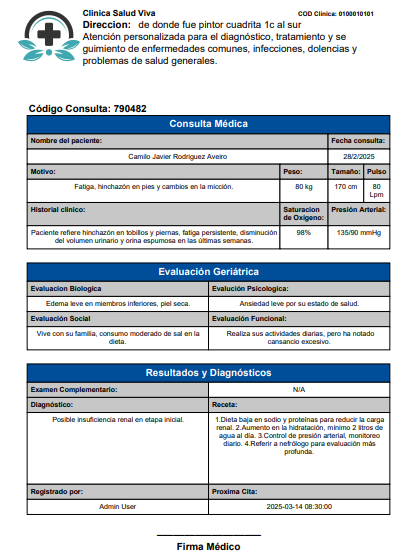 Clinica Salud Viva
COD Clínica: 0100010101
Direccion: de donde fue pintor cuadrita 1c al sur
Atención personalizada para el diagnóstico, tratamiento y se
guimiento de enfermedades comunes, infecciones, dolencias y
problemas de salud generales.
Código Consulta: 790482
Consulta Médica
Nombre del paciente:
Fecha consulta:
Camilo Javier Rodriguez Aveiro
28/2/2025
Motivo:
Peso:
Tamaño:
Pulso
Fatiga, hinchazón en pies y cambios en la micción.
80 kg
170 cm
80
Lpm
Historial clinico:
Saturacion
de Oxigeno:
Presión Arterial:
Paciente refiere hinchazón en tobillos y piernas, fatiga persistente, disminución
del volumen urinario y orina espumosa en las últimas semanas.
98%
135/90 mmHg
Evaluación Geriátrica
Evaluacion Biologica
Evalución Psicologica:
Edema leve en miembros inferiores, piel seca.
Ansiedad leve por su estado de salud.
Evaluación Social
Evaluación Funcional:
Vive con su familia, consumo moderado de sal en la
dieta.
Realiza sus actividades diarias, pero ha notado
cansancio excesivo.
Resultados y Diagnósticos
Examen Complementario:
N/A
Diagnóstico:
Receta:
Posible insuficiencia renal en etapa inicial.
1.Dieta baja en sodio y proteínas para reducir la carga
renal. 2.Aumento en la hidratación, mínimo 2 litros de
agua al día. 3.Control de presión arterial, monitoreo
diario. 4.Referir a nefrólogo para evaluación más
profunda.
Registrado por:
Proxima Cita:
Admin User
2025-03-14 08:30:00
Firma Médico